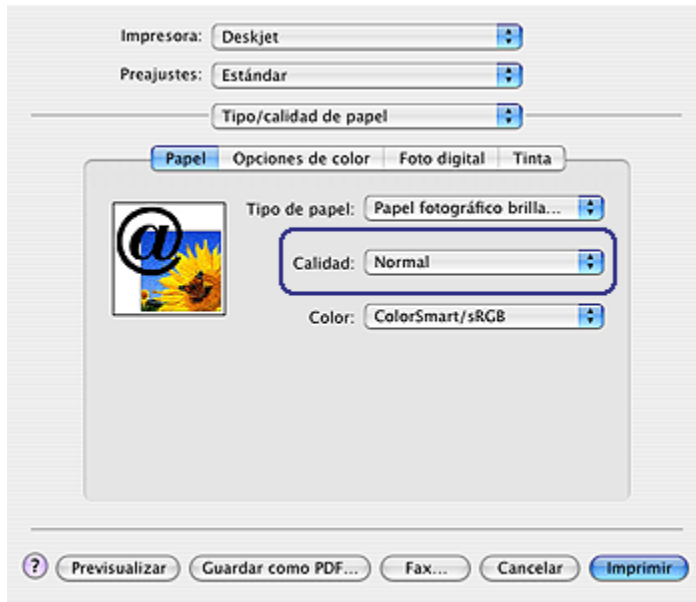 Impresora: Deskjet
Preajustes: Estándar
Tipo/calidad de papel
Papel Opciones de color Foto digital Tinta
@
Tipo de papel: Papel fotográfico brilla...
Calidad: Normal
Color: ColorSmart/sRGB
? Previsualizar Guardar como PDF... Fax... Cancelar Imprimir